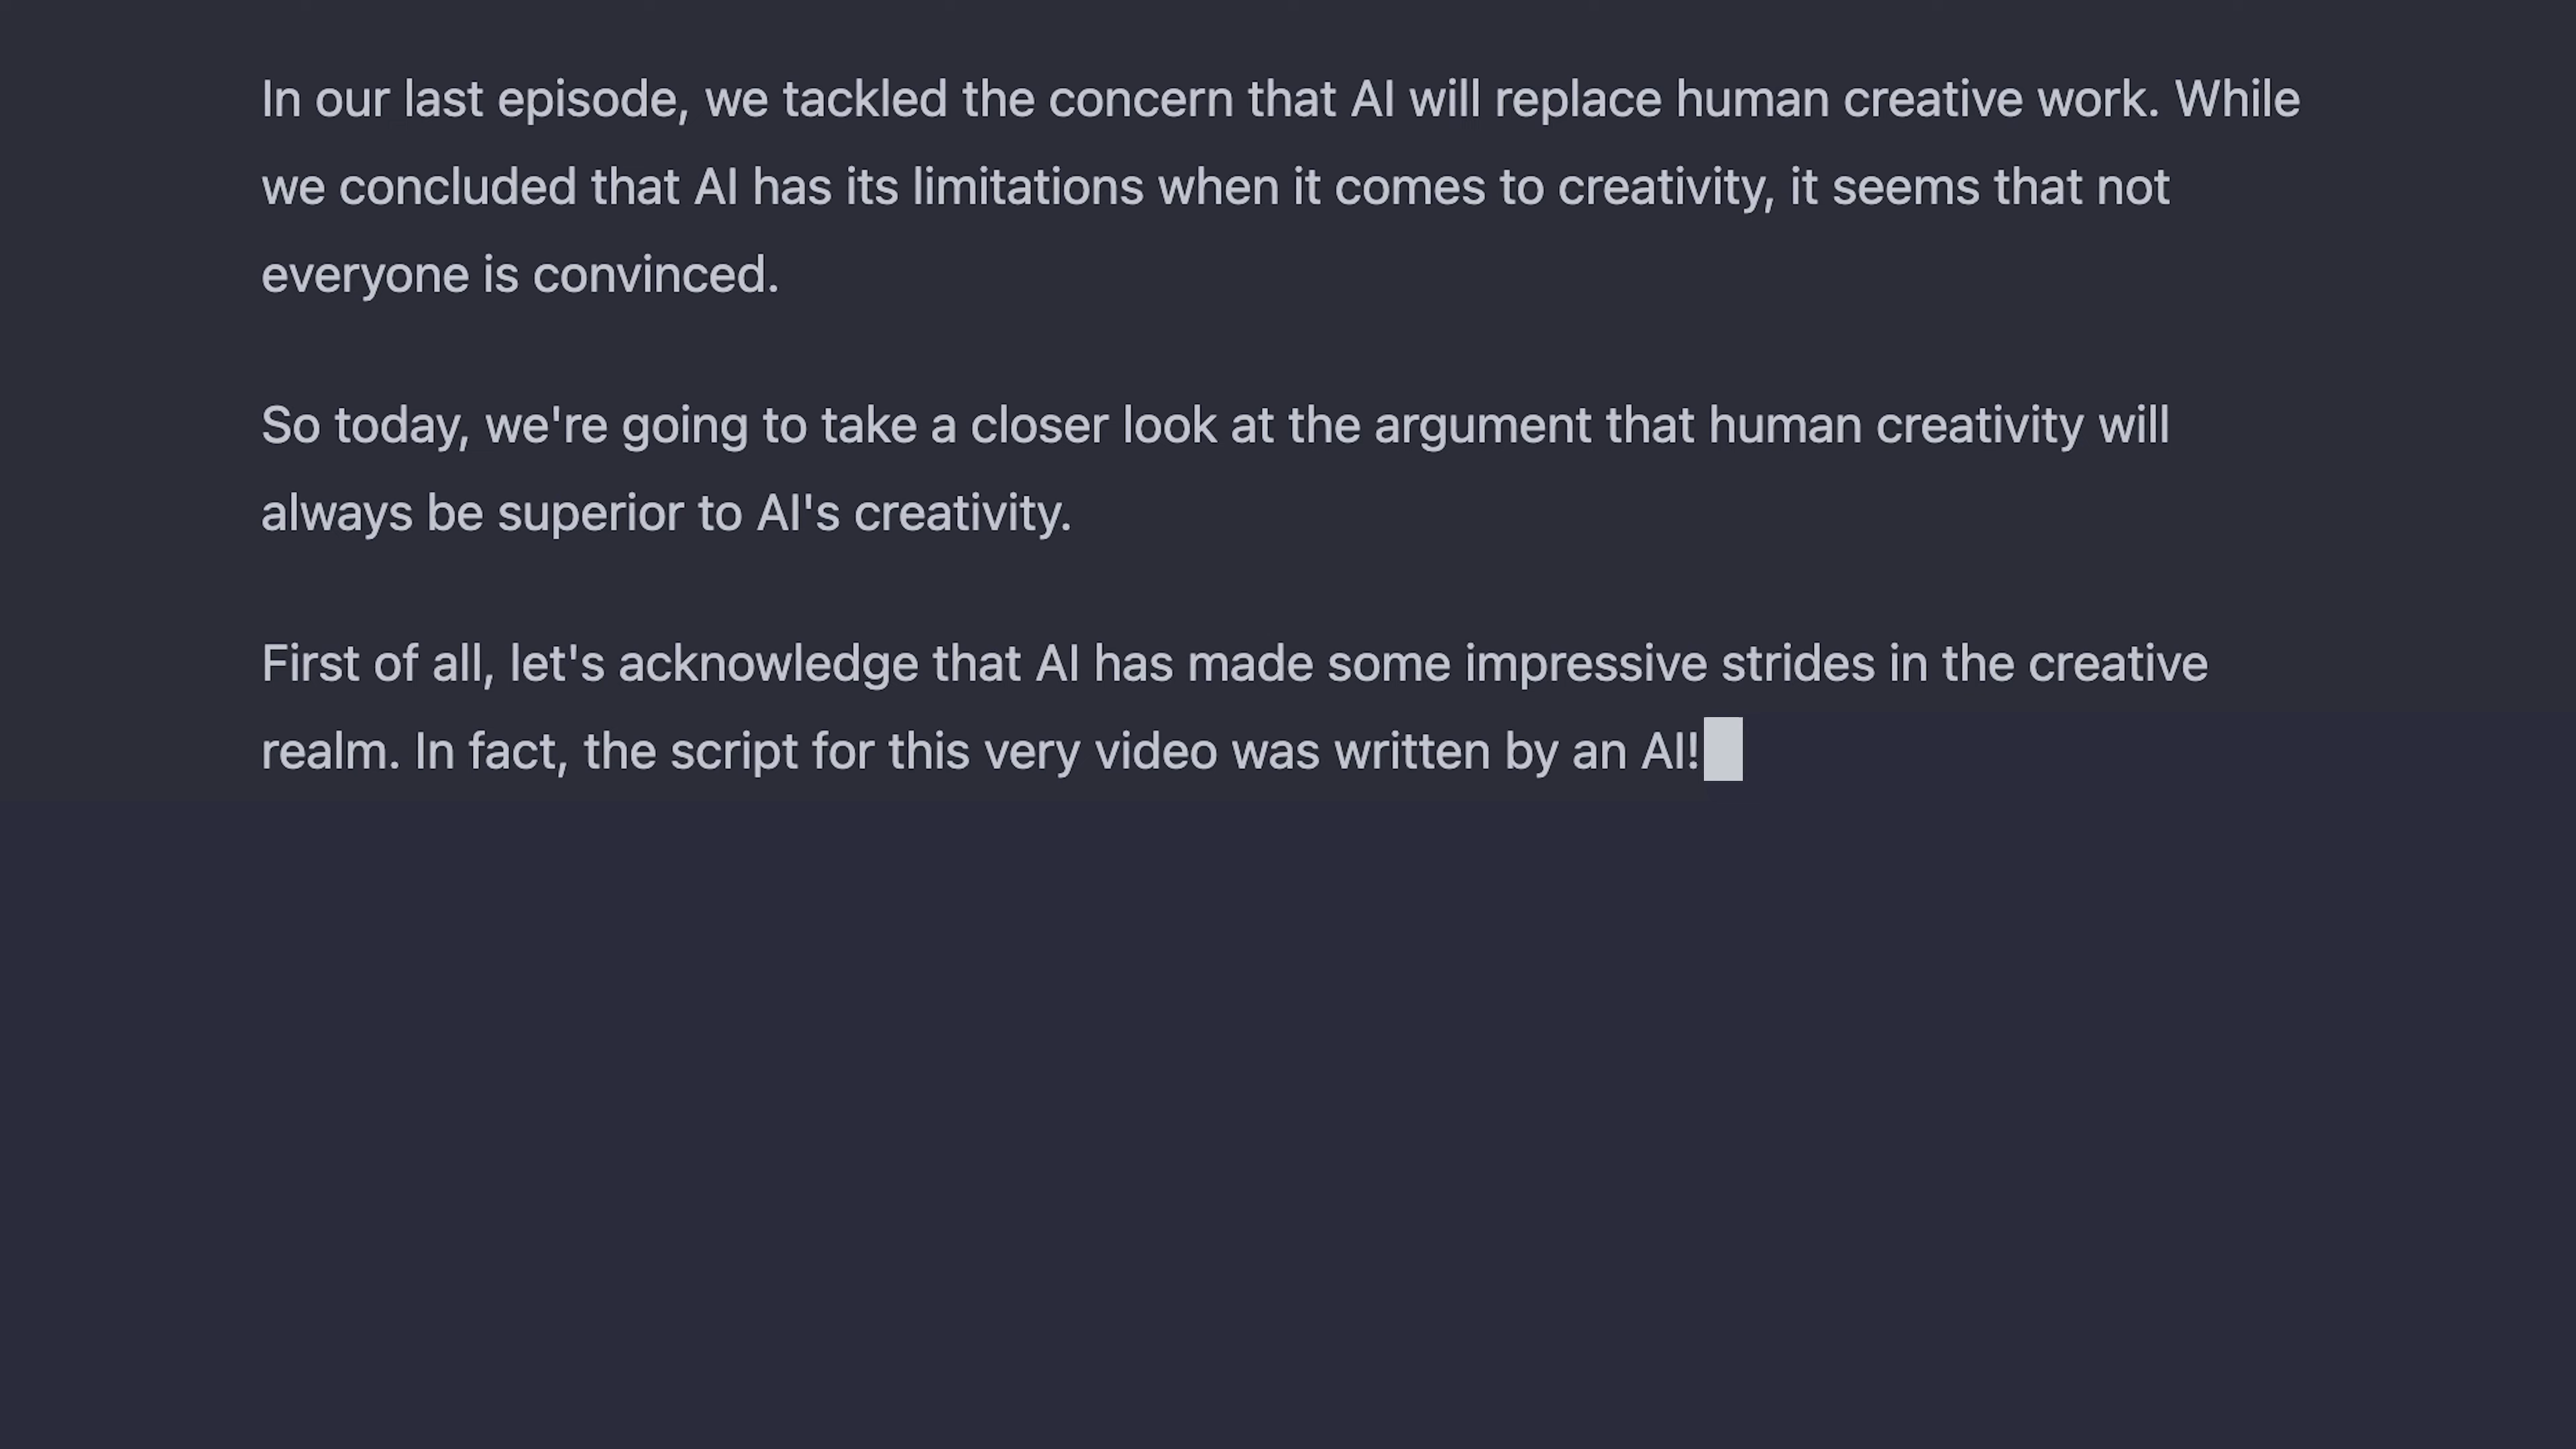 In our last episode, we tackled the concern that AI will replace human creative work. While
we concluded that AI has its limitations when it comes to creativity, it seems that not
everyone is convinced.
So today, we're going to take a closer look at the argument that human creativity will
always be superior to AI's creativity.
First of all, let's acknowledge that AI has made some impressive strides in the creative
realm. In fact, the script for this very video was written by an AI!